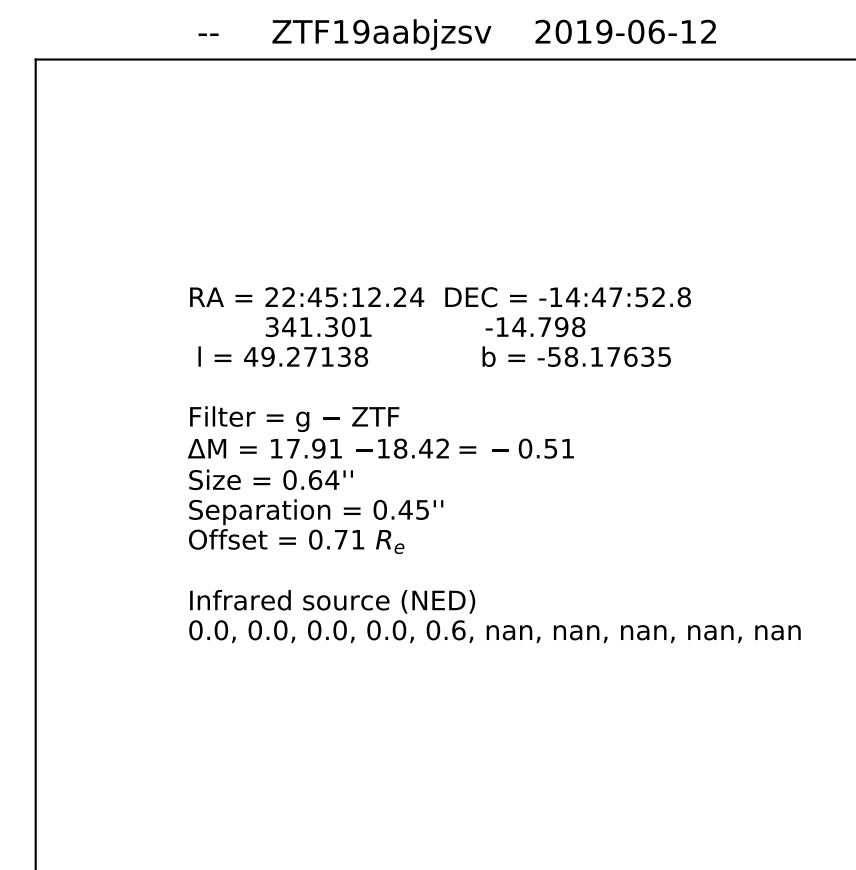 -- ZTF19aabjzsv 2019-06-12
RA = 22:45:12.24 DEC = -14:47:52.8
341.301 -14.798
l = 49.27138 b = -58.17635
Filter = g − ZTF
ΔM = 17.91 −18.42 = − 0.51
Size = 0.64''
Separation = 0.45''
Offset = 0.71 Re
Infrared source (NED)
0.0, 0.0, 0.0, 0.0, 0.6, nan, nan, nan, nan, nan